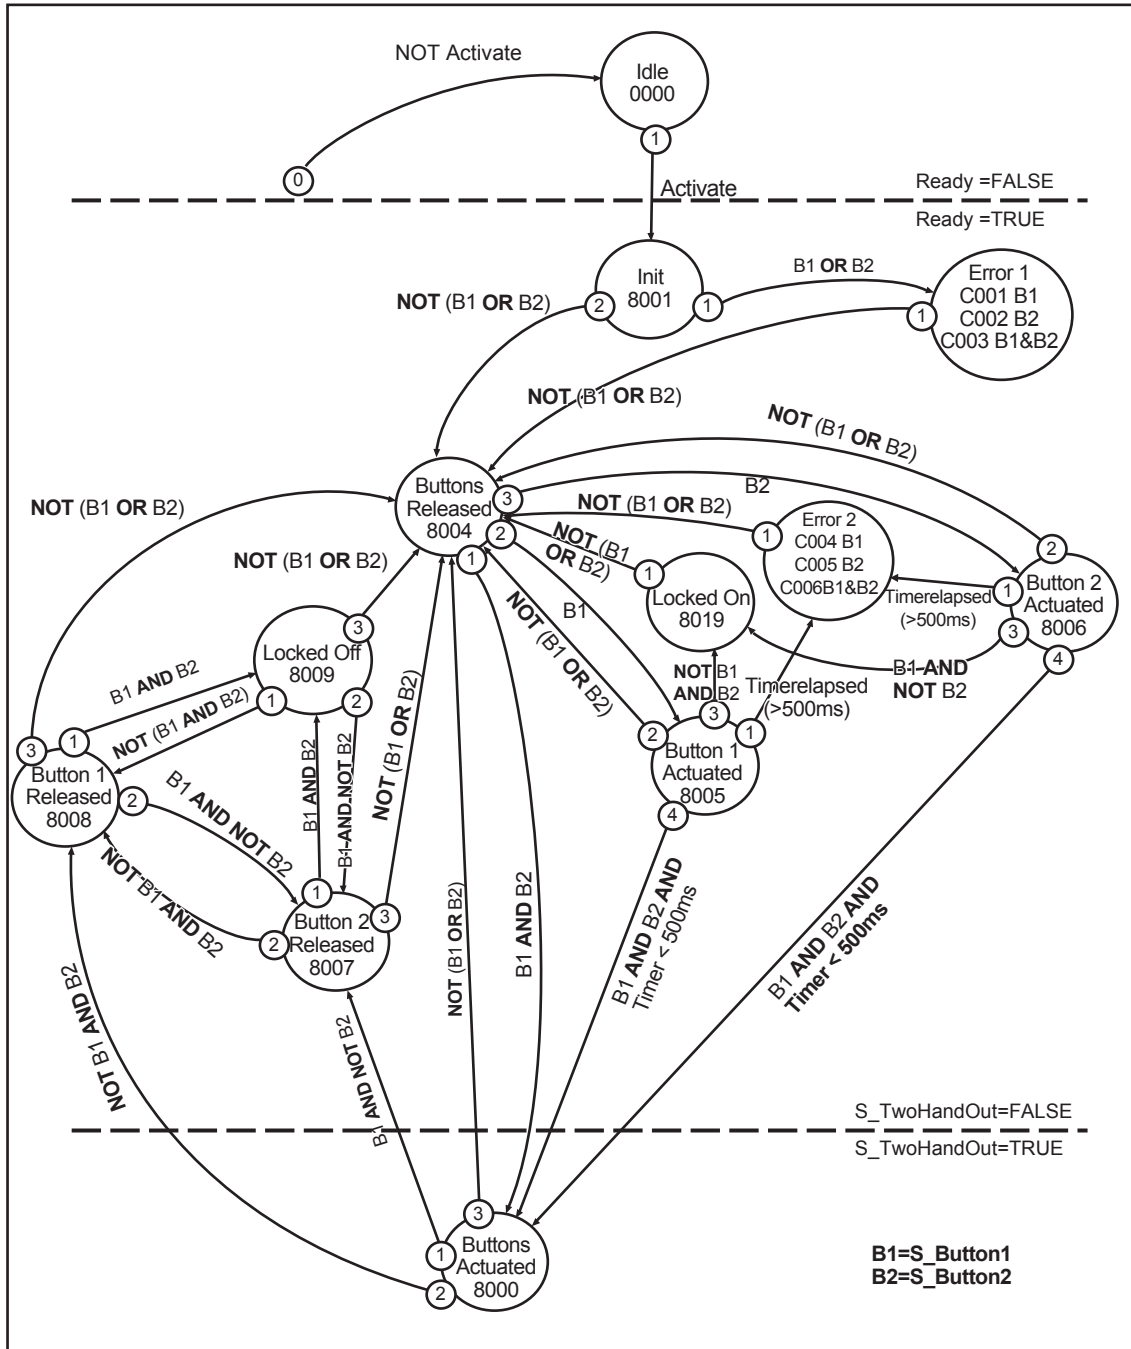 NOT Activate
Idle
0000
1
0
Activate
Ready =FALSE
Ready =TRUE
Init
8001
2
1
B1 OR B2
Error 1
C001 B1
C002 B2
C003 B1&B2
1
NOT (B1 OR B2)
NOT (B1 OR B2)
NOT (B1 OR B2)
Buttons
Released
8004
3
2
1
B2
NOT (B1 OR B2)
NOT (B1 OR B2)
NOT (B1
OR B2)
1
Error 2
C004 B1
C005 B2
C006B1&B2
1
Locked On
8019
2
1
3
4
Button 2
Actuated
8006
Timerelapsed
(>500ms)
B1 AND
NOT B2
NOT (B1 OR B2)
B1
NOT (B1 OR B2)
NOT B1
AND B2
Timerelapsed
(>500ms)
3
2
1
4
Button 1
Actuated
8005
Locked Off
8009
3
1
2
B1 AND B2
NOT (B1 AND B2)
3
1
2
Button 1
Released
8008
B1 AND NOT B2
NOT B1 AND B2
B1 AND B2
B1 AND NOT B2
NOT (B1 OR B2)
1
2
3
Button 2
Released
8007
NOT (B1 OR B2)
B1 AND B2
B1 AND B2 AND
Timer < 500ms
B1 AND B2 AND
Timer < 500ms
NOT B1 AND B2
B1 AND NOT B2
S_TwoHandOut=FALSE
S_TwoHandOut=TRUE
3
1
2
Buttons
Actuated
8000
B1=S_Button1
B2=S_Button2